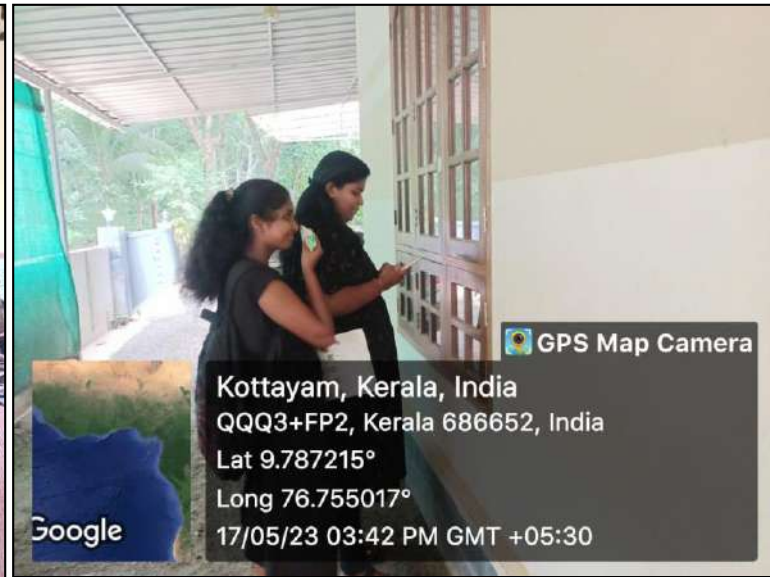 GPS Map Camera
Kottayam, Kerala, India
QQQ3+FP2, Kerala 686652, India
Lat 9.787215°
Long 76.755017°
17/05/23 03:42 PM GMT +05:30
Google